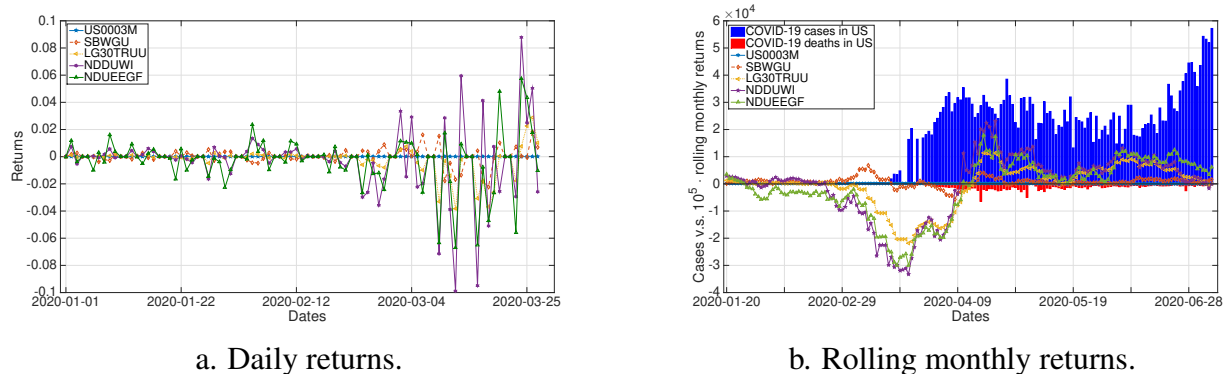 0.1
0.08
0.06
0.04
0.02
0
-0.02
-0.04
-0.06
-0.08
-0.1
Returns
US0003M
SBWGU
LG30TRUU
NDDUWI
NDUEEGF
2020-01-01 2020-01-22 2020-02-12 2020-03-04 2020-03-25
Dates
a. Daily returns.
6 ×10^4
5
4
3
2
1
0
-1
-2
-3
-4
Cases v.s. 10^5 · rolling monthly returns
COVID-19 cases in US
COVID-19 deaths in US
US0003M
SBWGU
LG30TRUU
NDDUWI
NDUEEGF
2020-01-20 2020-02-29 2020-04-09 2020-05-19 2020-06-28
Dates
b. Rolling monthly returns.